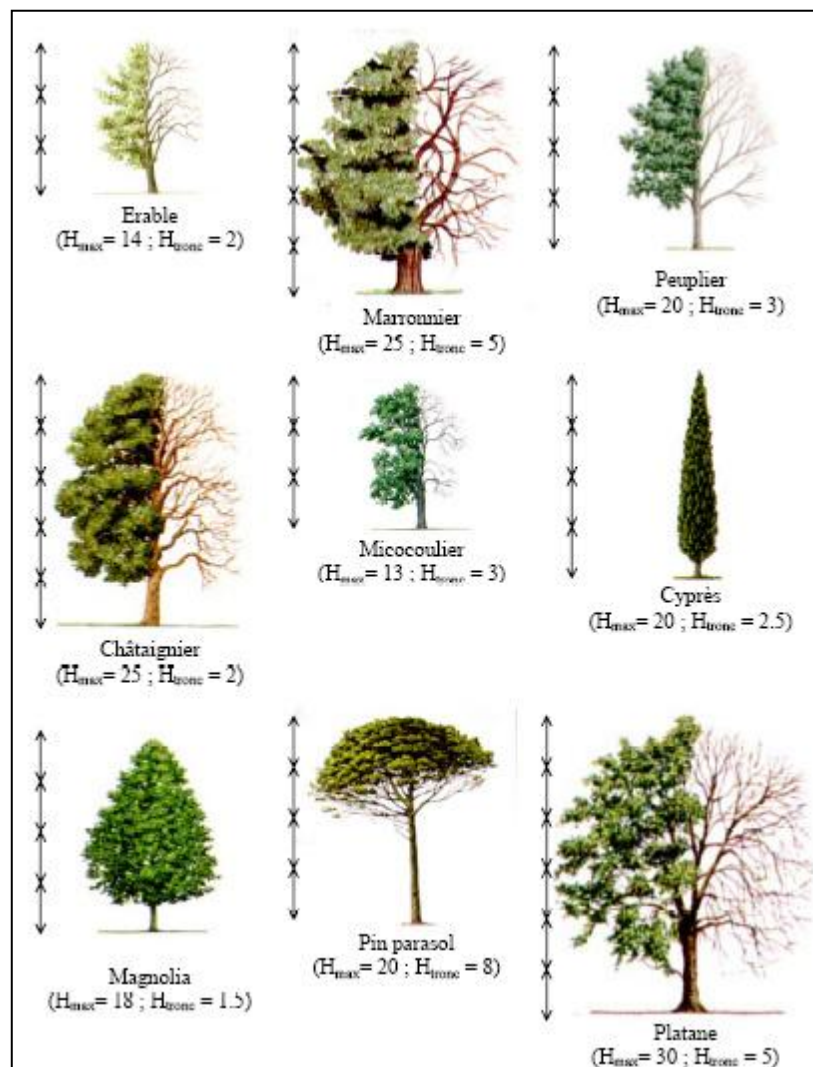 Erable
(Hmax= 14 ; Htronc = 2)
Marronnier
(Hmax= 25 ; Htronc = 5)
Peuplier
(Hmax= 20 ; Htronc = 3)
Châtaignier
(Hmax= 25 ; Htronc = 2)
Micocoulier
(Hmax= 13 ; Htronc = 3)
Cyprès
(Hmax= 20 ; Htronc = 2.5)
Magnolia
(Hmax= 18 ; Htronc = 1.5)
Pin parasol
(Hmax= 20 ; Htronc = 8)
Platane
(Hmax= 30 ; Htronc = 5)